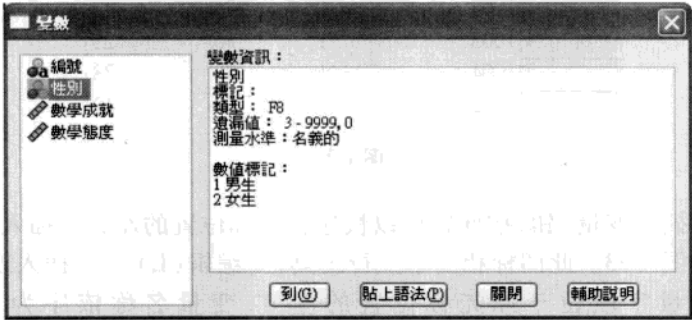 變數
編號
性別
數學成就
數學態度
變數資訊：
性別
標記：
類型： F8
遺漏值： 3-9999,0
測量水準：名義的
數值標記：
1 男生
2 女生
到(G)
貼上語法(P)
關閉
輔助說明